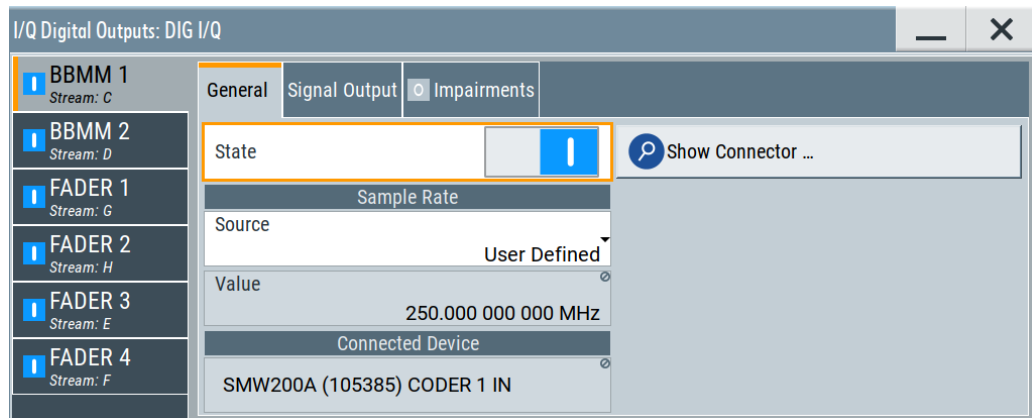 I/Q Digital Outputs: DIG I/Q
BBMM 1
Stream: C
BBMM 2
Stream: D
FADER 1
Stream: G
FADER 2
Stream: H
FADER 3
Stream: E
FADER 4
Stream: F
General Signal Output O Impairments
State
Show Connector ...
Sample Rate
Source
User Defined
Value
250.000 000 000 MHz
Connected Device
SMW200A (105385) CODER 1 IN